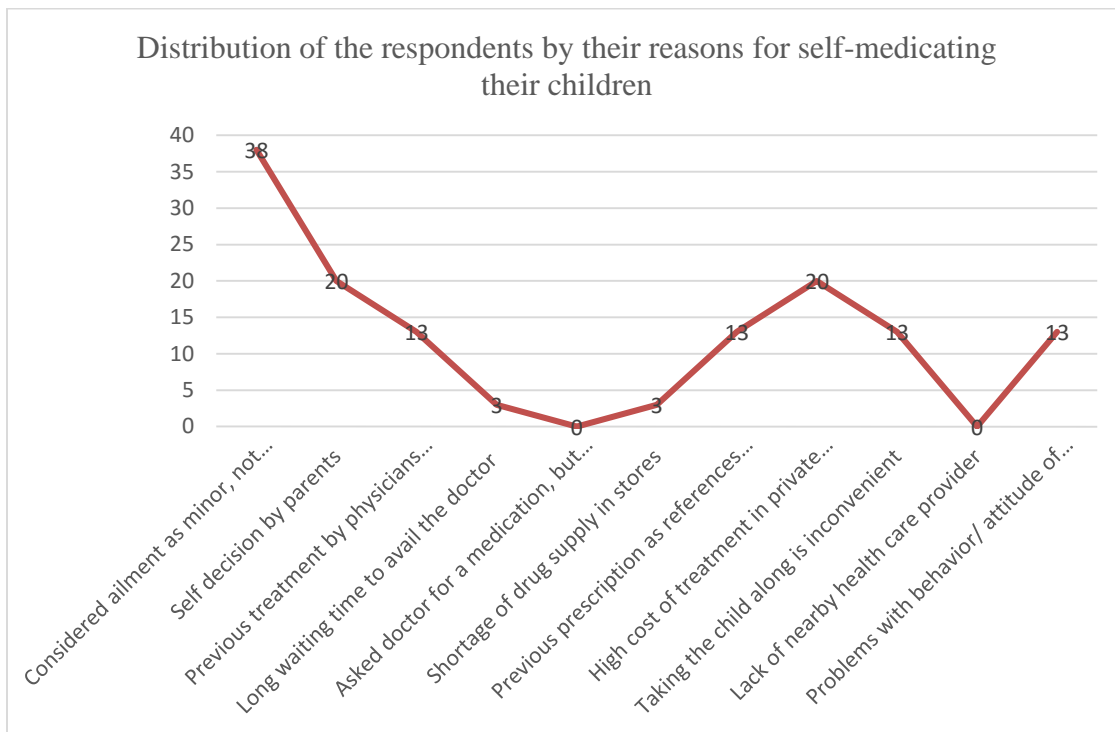 Distribution of the respondents by their reasons for self-medicating
their children
40
35
30
25
20
15
10
5
0
38
20
13
3
0
3
13
20
13
0
13
Considered ailment as minor, not…
Self decision by parents
Previous treatment by physicians…
Long waiting time to avail the doctor
Asked doctor for a medication, but…
Shortage of drug supply in stores
Previous prescription as references…
High cost of treatment in private…
Taking the child along is inconvenient
Lack of nearby health care provider
Problems with behavior/ attitude of…